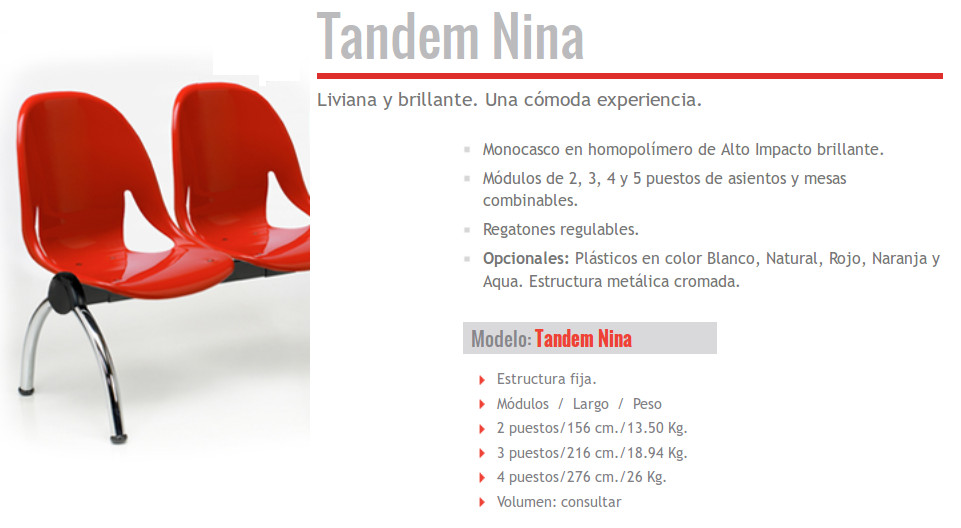 Tandem Nina
Liviana y brillante. Una cómoda experiencia.
Monocasco en homopolímero de Alto Impacto brillante.
Módulos de 2, 3, 4 y 5 puestos de asientos y mesas
combinables.
Regatones regulables.
Opcionales: Plásticos en color Blanco, Natural, Rojo, Naranja y
Aqua. Estructura metálica cromada.
Modelo: Tandem Nina
Estructura fija.
Módulos / Largo / Peso
2 puestos/156 cm./13.50 Kg.
3 puestos/216 cm./18.94 Kg.
4 puestos/276 cm./26 Kg.
Volumen: consultar